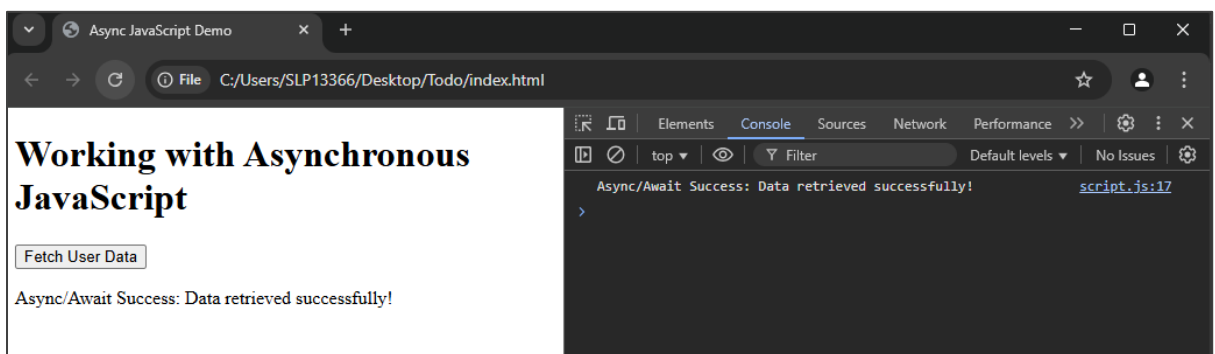 Async JavaScript Demo
File C:/Users/SLP13366/Desktop/Todo/index.html
Working with Asynchronous
JavaScript
Fetch User Data
Async/Await Success: Data retrieved successfully!
Elements Console Sources Network Performance
top Filter Default levels No Issues
Async/Await Success: Data retrieved successfully! script.js:17